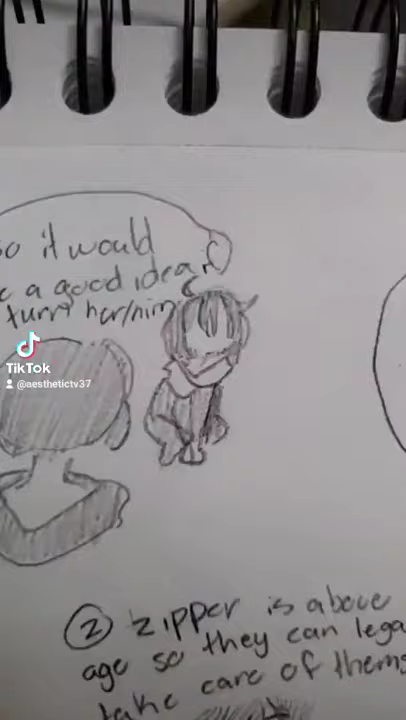 so it would
a good idea
turn her/him
TikTok
@aesthetictv37
② zipper is above
age so they can lega
take care of thems